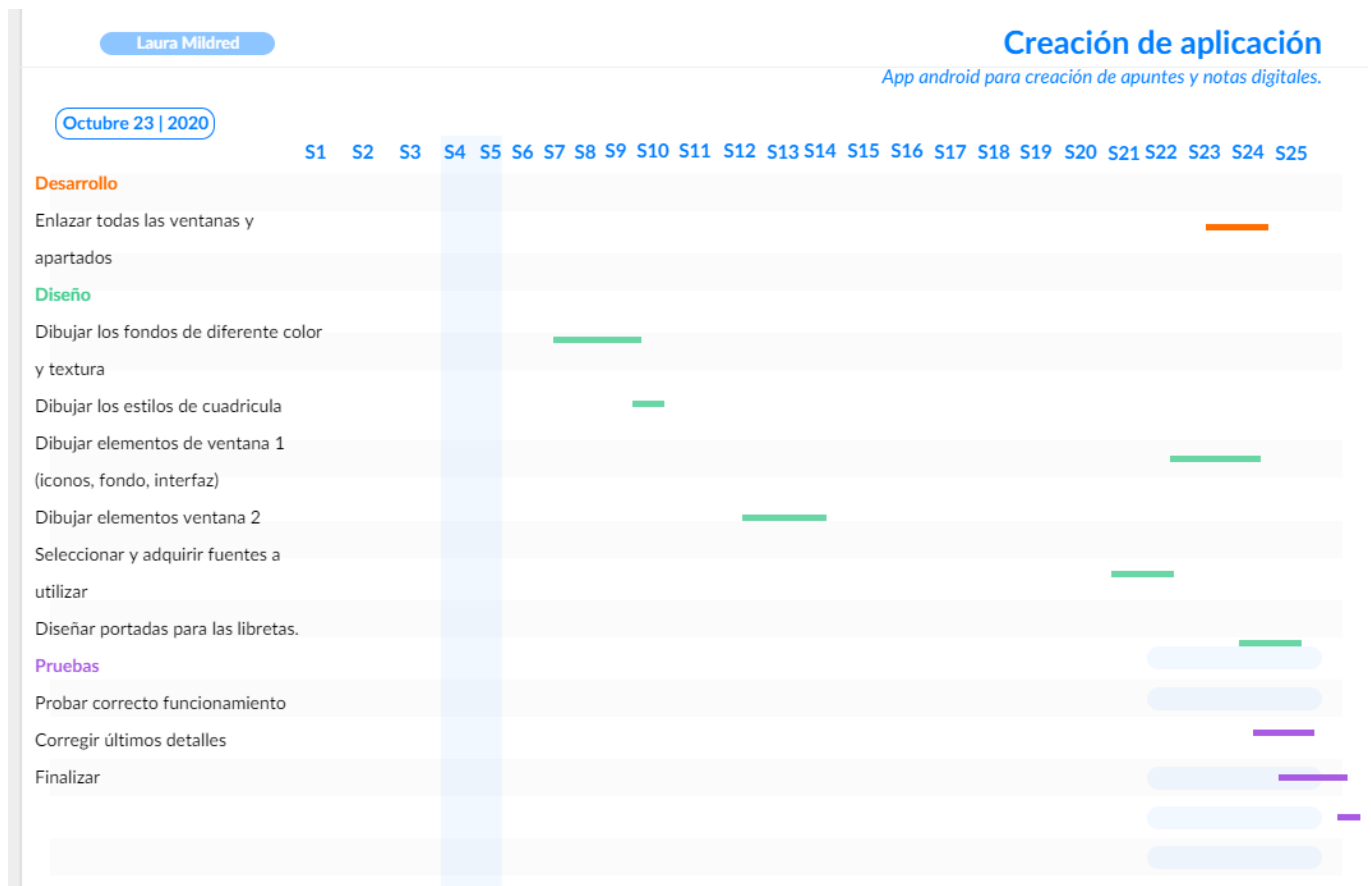 Laura Mildred
Creación de aplicación
App android para creación de apuntes y notas digitales.
Octubre 23 | 2020
S1 S2 S3 S4 S5 S6 S7 S8 S9 S10 S11 S12 S13 S14 S15 S16 S17 S18 S19 S20 S21 S22 S23 S24 S25
Desarrollo
Enlazar todas las ventanas y
apartados
Diseño
Dibujar los fondos de diferente color
y textura
Dibujar los estilos de cuadricula
Dibujar elementos de ventana 1
(iconos, fondo, interfaz)
Dibujar elementos ventana 2
Seleccionar y adquirir fuentes a
utilizar
Diseñar portadas para las libretas.
Pruebas
Probar correcto funcionamiento
Corregir últimos detalles
Finalizar